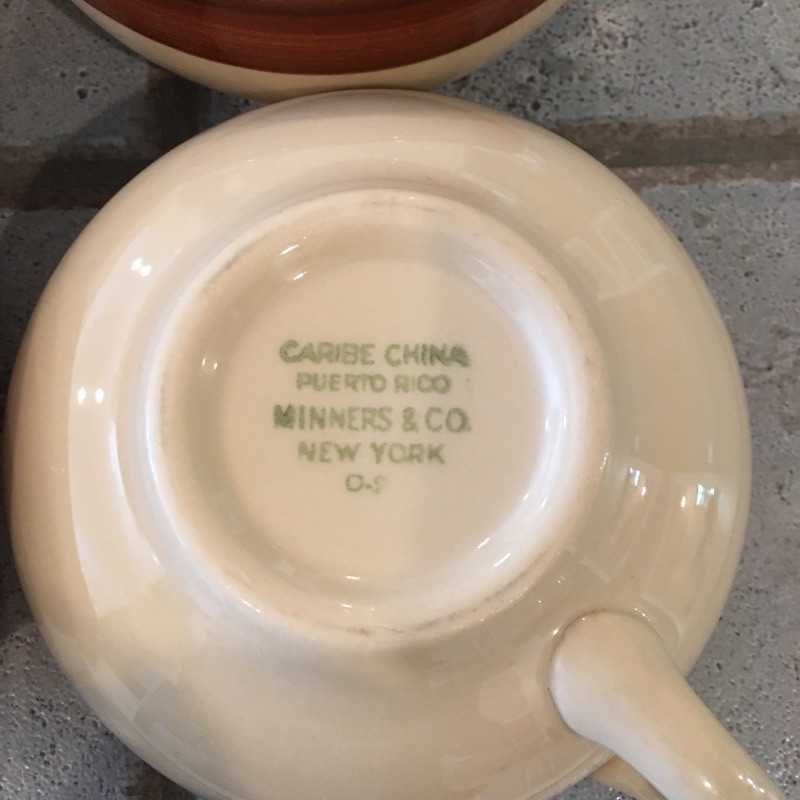 CARIBE CHINA
PUERTO RICO
MINNERS & CO.
NEW YORK